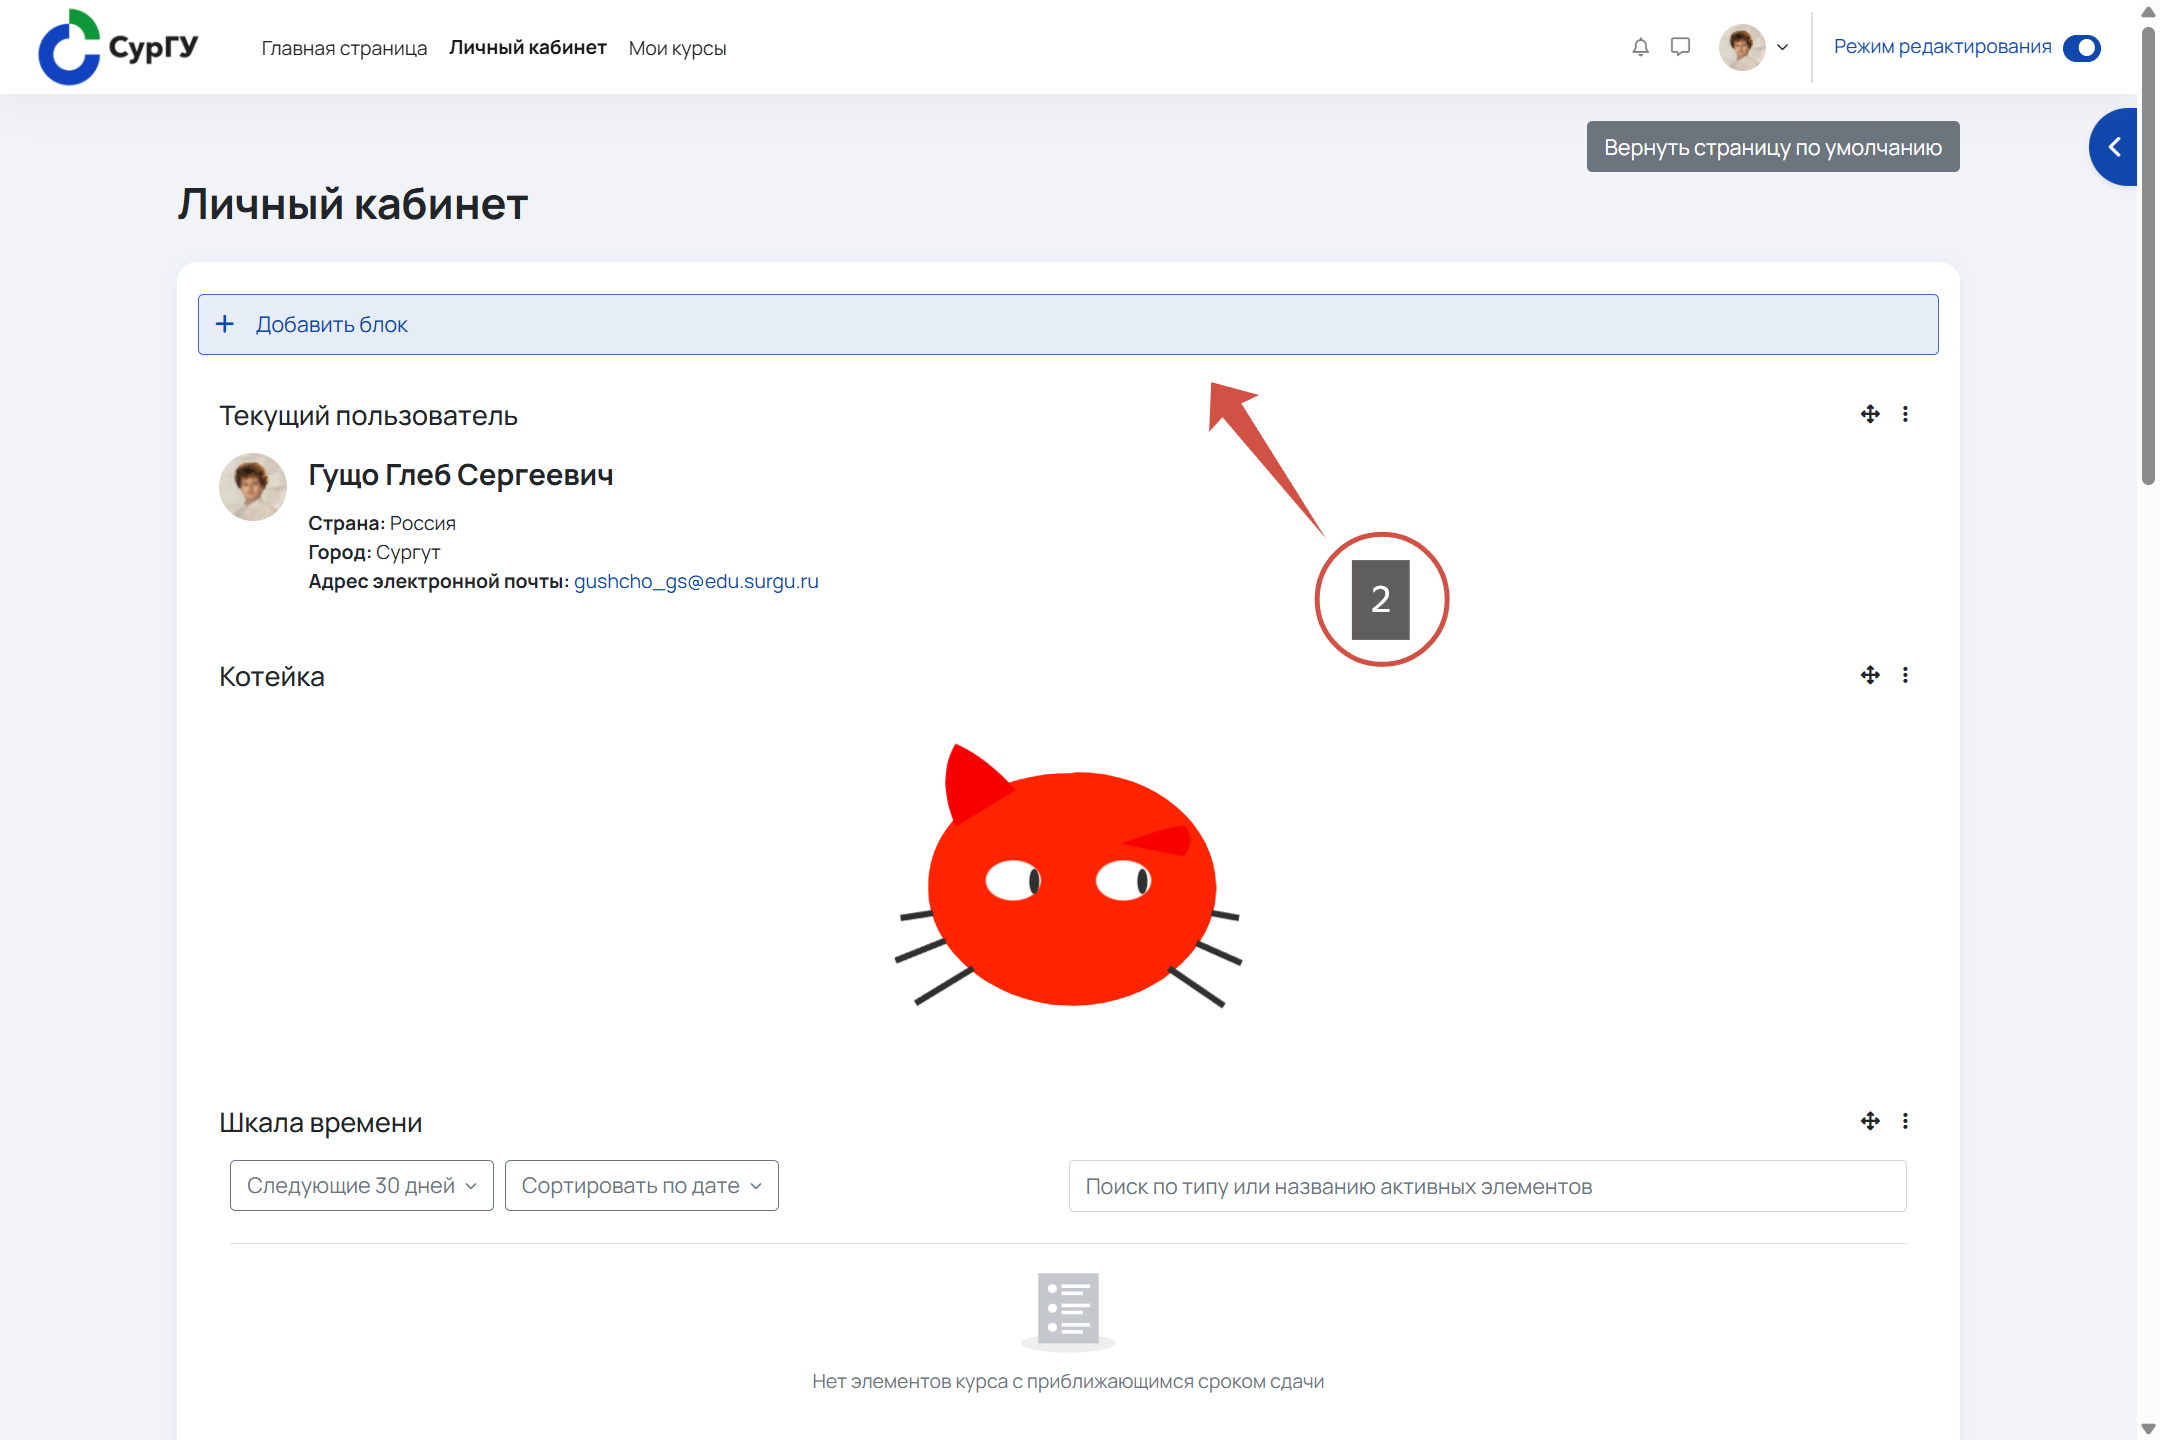 СурГУ
Главная страница Личный кабинет Мои курсы
Режим редактирования
Вернуть страницу по умолчанию
Личный кабинет
+ Добавить блок
Текущий пользователь
Гущо Глеб Сергеевич
Страна: Россия
Город: Сургут
Адрес электронной почты: gushcho_gs@edu.surgu.ru
2
Котейка
Шкала времени
Следующие 30 дней Сортировать по дате Поиск по типу или названию активных элементов
Нет элементов курса с приближающимся сроком сдачи